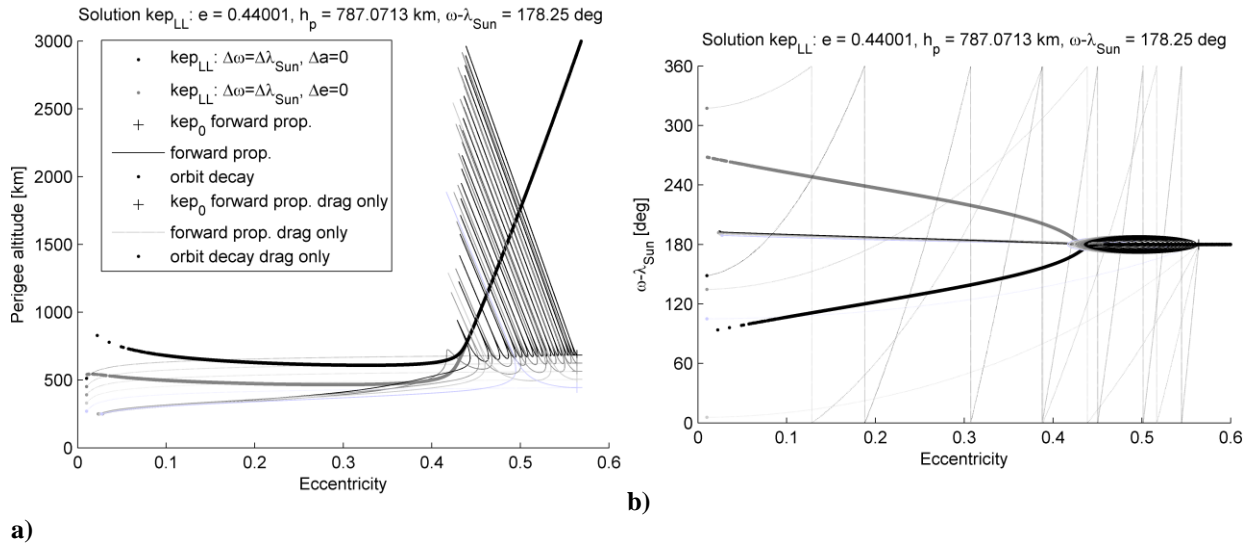 Solution kep_LL: e = 0.44001, h_p = 787.0713 km, ω-λ_Sun = 178.25 deg
3000
2500
2000
1500
1000
500
0
Perigee altitude [km]
kep_LL: Δω=Δλ_Sun, Δa=0
kep_LL: Δω=Δλ_Sun, Δe=0
kep_0 forward prop.
forward prop.
orbit decay
kep_0 forward prop. drag only
forward prop. drag only
orbit decay drag only
0 0.1 0.2 0.3 0.4 0.5 0.6
Eccentricity
a)
Solution kep_LL: e = 0.44001, h_p = 787.0713 km, ω-λ_Sun = 178.25 deg
360
300
240
180
120
60
0
ω-λ_Sun [deg]
0 0.1 0.2 0.3 0.4 0.5 0.6
Eccentricity
b)